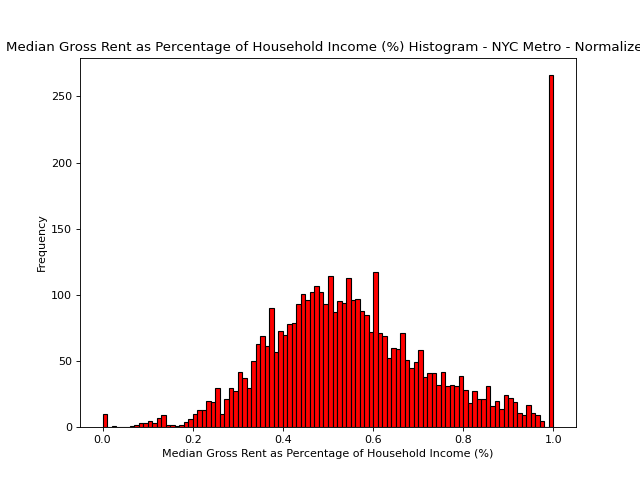 Median Gross Rent as Percentage of Household Income (%) Histogram - NYC Metro - Normalize
250
200
150
100
50
0
Frequency
0.0 0.2 0.4 0.6 0.8 1.0
Median Gross Rent as Percentage of Household Income (%)